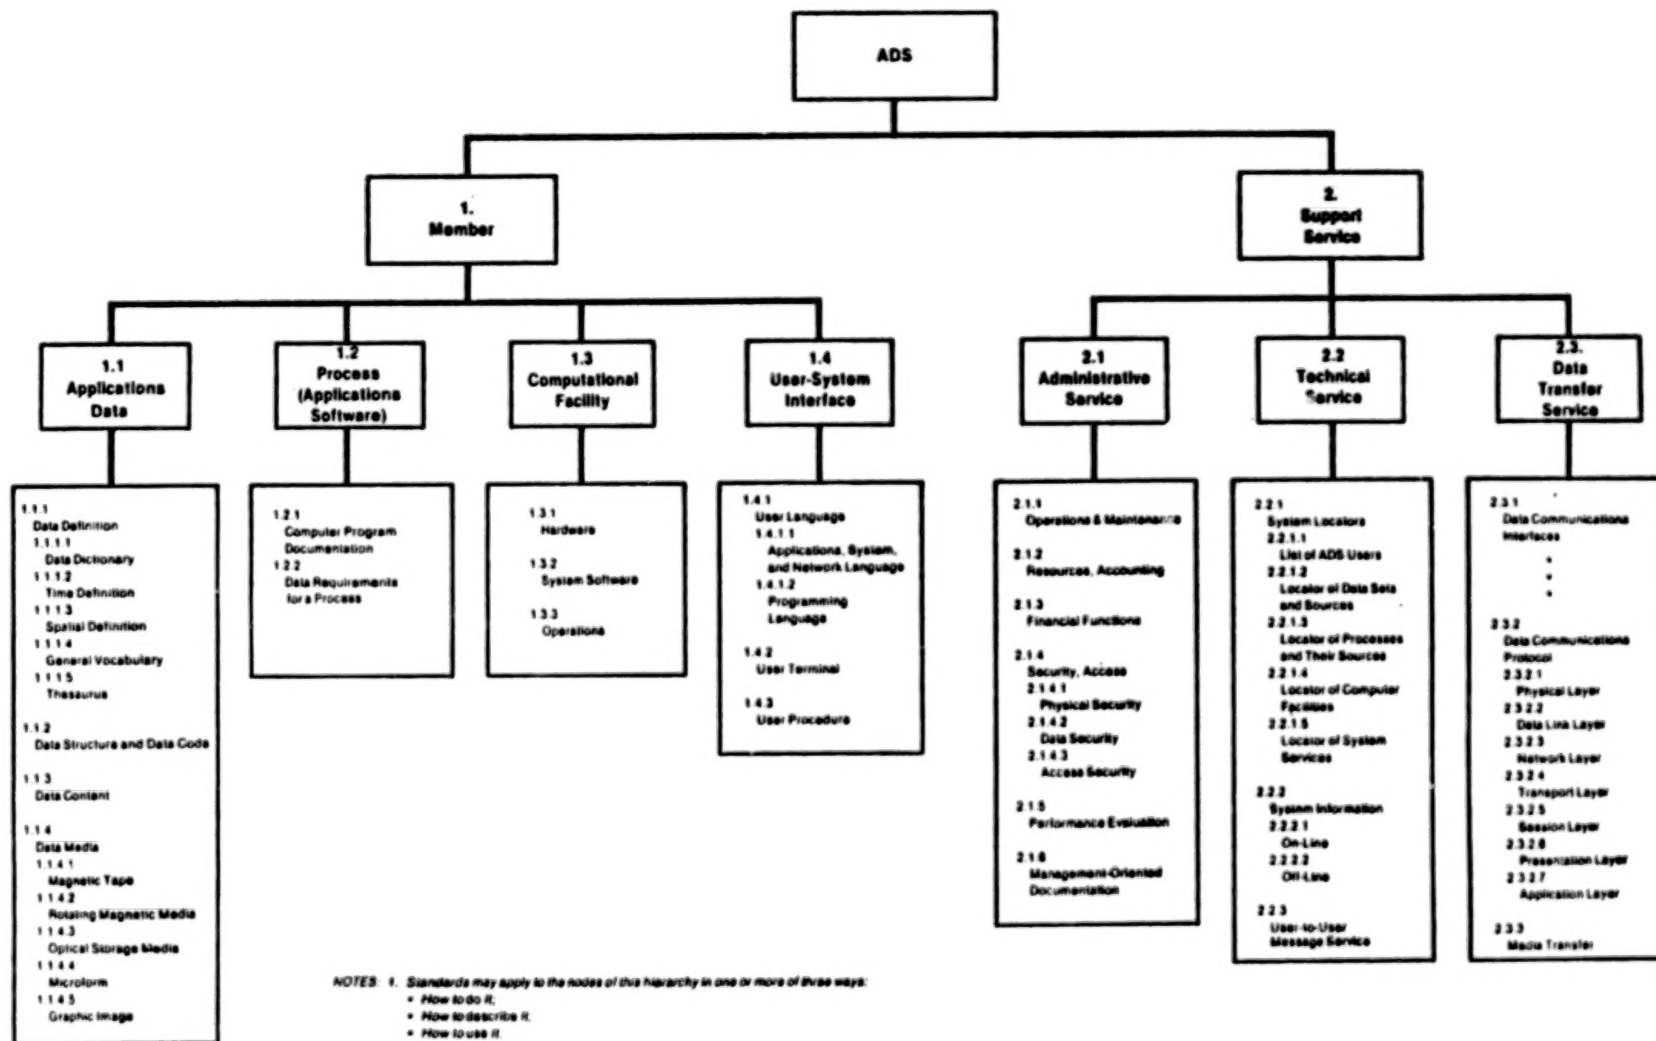 ADS
1.
Member
2.
Support
Service
1.1
Applications
Data
1.2
Process
(Applications
Software)
1.3
Computational
Facility
1.4
User-System
Interface
2.1
Administrative
Service
2.2
Technical
Service
2.3.
Data
Transfer
Service
1.1.1
Data Definition
1.1.1.1
Data Dictionary
1.1.1.2
Time Definition
1.1.1.3
Spatial Definition
1.1.1.4
General Vocabulary
1.1.1.5
Thesaurus
1.1.2
Data Structure and Data Code
1.1.3
Data Content
1.1.4
Data Media
1.1.4.1
Magnetic Tape
1.1.4.2
Rotating Magnetic Media
1.1.4.3
Optical Storage Media
1.1.4.4
Microform
1.1.4.5
Graphic Image
1.2.1
Computer Program
Documentation
1.2.2
Data Requirements
for a Process
1.3.1
Hardware
1.3.2
System Software
1.3.3
Operations
1.4.1
User Language
1.4.1.1
Applications, System,
and Network Language
1.4.1.2
Programming
Language
1.4.2
User Terminal
1.4.3
User Procedure
2.1.1
Operations & Maintenance
2.1.2
Resources, Accounting
2.1.3
Financial Functions
2.1.4
Security, Access
2.1.4.1
Physical Security
2.1.4.2
Data Security
2.1.4.3
Access Security
2.1.5
Performance Evaluation
2.1.6
Management-Oriented
Documentation
2.2.1
System Locators
2.2.1.1
List of ADS Users
2.2.1.2
Locator of Data Sets
and Sources
2.2.1.3
Locator of Processes
and Their Sources
2.2.1.4
Locator of Computer
Facilities
2.2.1.5
Locator of System
Services
2.2.2
System Information
2.2.2.1
On-Line
2.2.2.2
Off-Line
2.2.3
User-to-User
Message Service
2.3.1
Data Communications
Interfaces
•
•
•
2.3.2
Data Communications
Protocol
2.3.2.1
Physical Layer
2.3.2.2
Data Link Layer
2.3.2.3
Network Layer
2.3.2.4
Transport Layer
2.3.2.5
Session Layer
2.3.2.6
Presentation Layer
2.3.2.7
Application Layer
2.3.3
Media Transfer
NOTES: 1. Standards may apply to the nodes of this hierarchy in one or more of three ways:
• How to do it;
• How to describe it;
• How to use it.